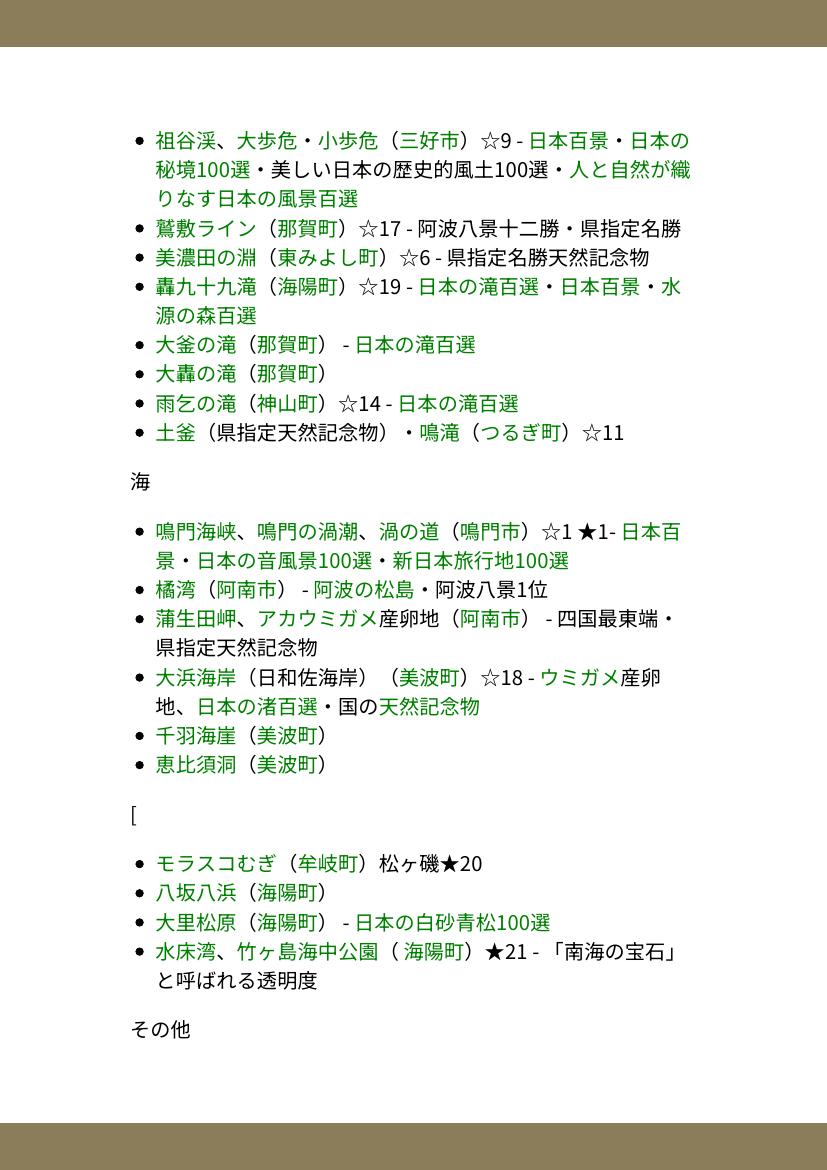 祖谷渓、大歩危・小歩危（三好市）☆9 - 日本百景・日本の
秘境100選・美しい日本の歴史的風土100選・人と自然が織
りなす日本の風景百選
鷲敷ライン（那賀町）☆17 - 阿波八景十二勝・県指定名勝
美濃田の淵（東みよし町）☆6 - 県指定名勝天然記念物
轟九十九滝（海陽町）☆19 - 日本の滝百選・日本百景・水
源の森百選
大釜の滝（那賀町） - 日本の滝百選
大轟の滝（那賀町）
雨乞の滝（神山町）☆14 - 日本の滝百選
土釜（県指定天然記念物）・鳴滝（つるぎ町）☆11
海
鳴門海峡、鳴門の渦潮、渦の道（鳴門市）☆1 ★1- 日本百
景・日本の音風景100選・新日本旅行地100選
橘湾（阿南市） - 阿波の松島・阿波八景1位
蒲生田岬、アカウミガメ産卵地（阿南市） - 四国最東端・
県指定天然記念物
大浜海岸（日和佐海岸）（美波町）☆18 - ウミガメ産卵
地、日本の渚百選・国の天然記念物
千羽海崖（美波町）
恵比須洞（美波町）
[
モラスコむぎ（牟岐町）松ヶ磯★20
八坂八浜（海陽町）
大里松原（海陽町） - 日本の白砂青松100選
水床湾、竹ヶ島海中公園（ 海陽町）★21 - 「南海の宝石」
と呼ばれる透明度
その他